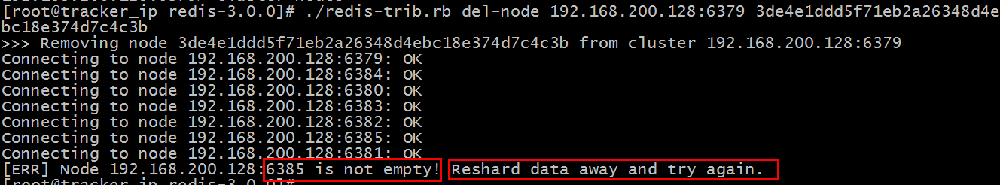 [root@tracker_ip redis-3.0.0]# ./redis-trib.rb del-node 192.168.200.128:6379 3de4e1ddd5f71eb2a26348d4e
bc18e374d7c4c3b
>>> Removing node 3de4e1ddd5f71eb2a26348d4ebc18e374d7c4c3b from cluster 192.168.200.128:6379
Connecting to node 192.168.200.128:6379: OK
Connecting to node 192.168.200.128:6384: OK
Connecting to node 192.168.200.128:6380: OK
Connecting to node 192.168.200.128:6383: OK
Connecting to node 192.168.200.128:6382: OK
Connecting to node 192.168.200.128:6385: OK
Connecting to node 192.168.200.128:6381: OK
[ERR] Node 192.168.200.128:6385 is not empty! Reshard data away and try again.
[root@tracker_ip redis-3.0.0]#